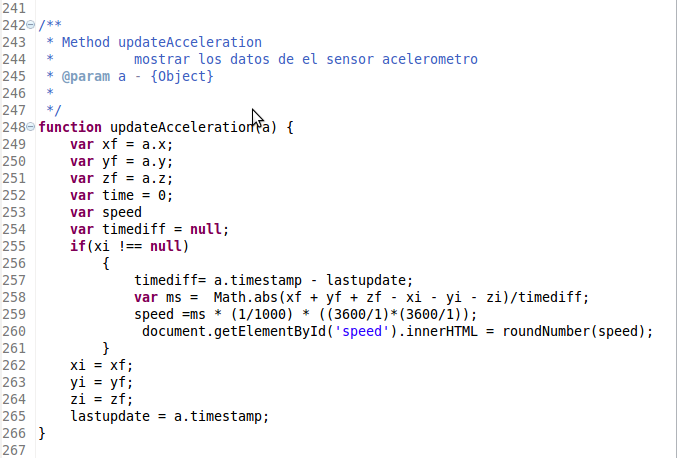 241
242 /**
243  * Method updateAcceleration
244  *          mostrar los datos de el sensor acelerometro
245  * @param a - {Object}
246  *
247  */
248 function updateAcceleration(a) {
249     var xf = a.x;
250     var yf = a.y;
251     var zf = a.z;
252     var time = 0;
253     var speed
254     var timediff = null;
255     if(xi !== null)
256         {
257             timediff= a.timestamp - lastupdate;
258             var ms =  Math.abs(xf + yf + zf - xi - yi - zi)/timediff;
259             speed =ms * (1/1000) * ((3600/1)*(3600/1));
260              document.getElementById('speed').innerHTML = roundNumber(speed);
261         }
262     xi = xf;
263     yi = yf;
264     zi = zf;
265     lastupdate = a.timestamp;
266 }
267